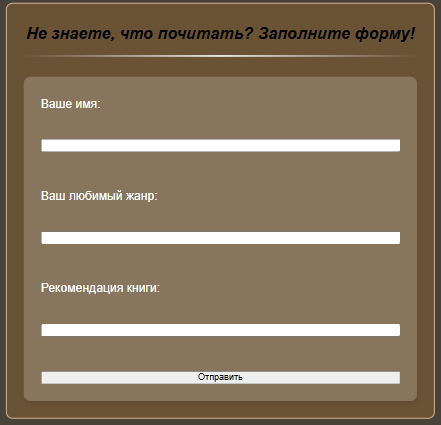 Не знаете, что почитать? Заполните форму!
Ваше имя:
Ваш любимый жанр:
Рекомендация книги:
Отправить